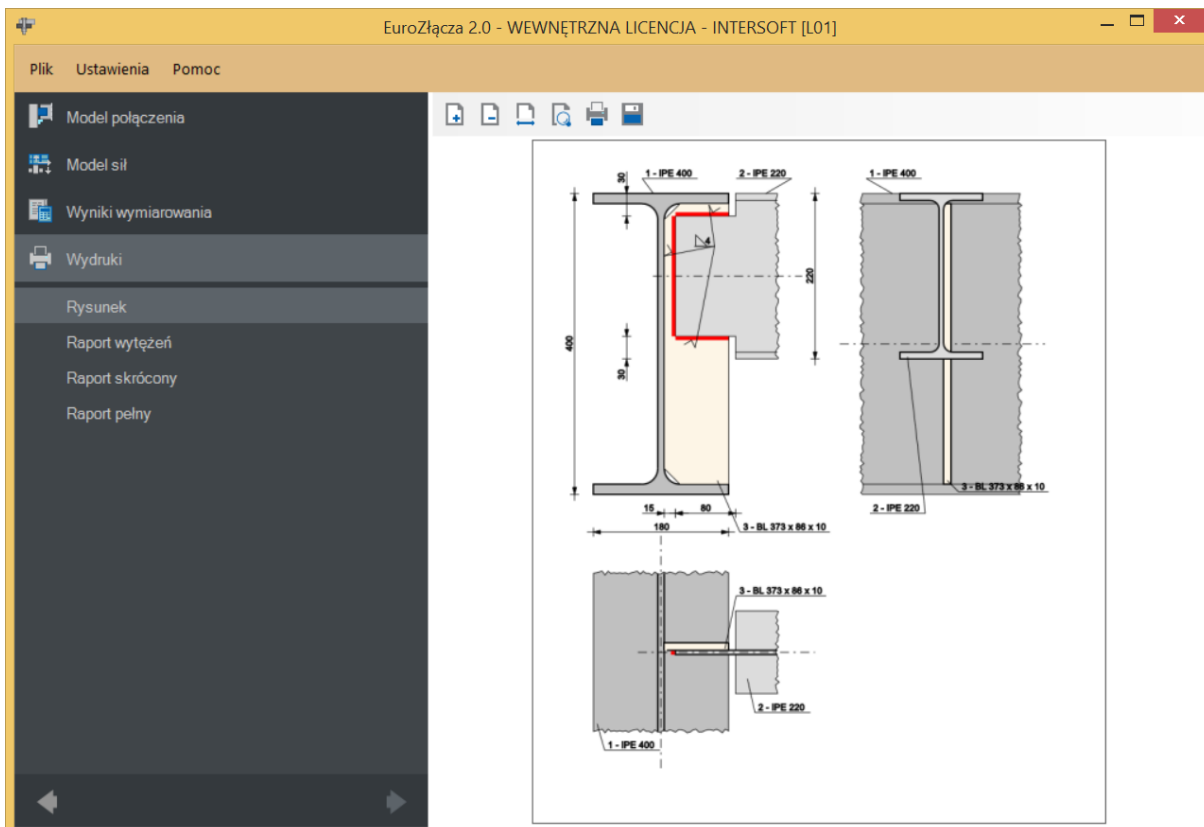 EuroZłącza 2.0 - WEWNĘTRZNA LICENCJA - INTERSOFT [L01]
Plik Ustawienia Pomoc
Model połączenia
Model sił
Wyniki wymiarowania
Wydruki
Rysunek
Raport wytężeń
Raport skrócony
Raport pełny
30
1 - IPE 400
2 - IPE 220
1 - IPE 400
4
220
400
30
3 - BL 373 x 86 x 10
2 - IPE 220
15
80
180
3 - BL 373 x 86 x 10
3 - BL 373 x 86 x 10
2 - IPE 220
1 - IPE 400